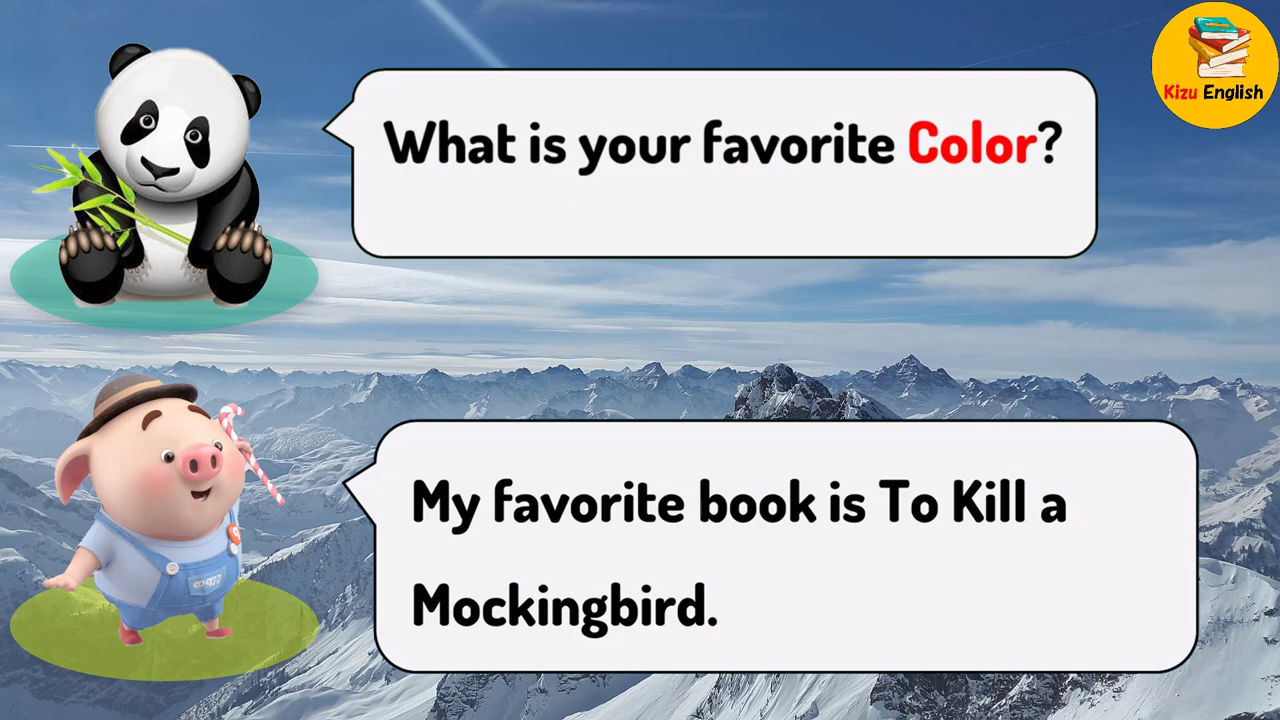 Kizu English
What is your favorite Color?
My favorite book is To Kill a
Mockingbird.